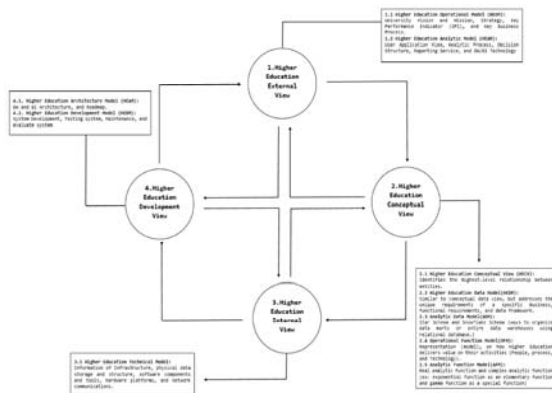 1.1 Higher Education Operational Model (HEOM):
University Vision and Mission, Strategy, Key
Performance Indicator (KPI), and Key Business
Process.
1.2 Higher Education Analytic Model (HEAM):
User Application View, Analytic Process, Decision
Structure, Reporting Service, and DW/BI Technology
1.Higher
Education
External
View
4.1. Higher Education Architecture Model (HEAM):
DW and BI Architecture, and Roadmap.
4.2. Higher Education Development Model (HEDM):
System Development, Testing system, Maintenance, and
evaluate system
4.Higher
Education
Development
View
2.Higher
Education
Conceptual
View
3.Higher
Education
Internal
View
2.1 Higher Education Conceptual View (HECV):
Identifies the highest-level relationship between
entities.
2.2 Higher Education Data Model(HEDM):
Similar to conceptual data view, but addresses the
unique requirements of a specific business,
functional requirements, and data framework.
2.3 Analytic Data Model(ADM):
Star Schema and Snowflake Schema (ways to organize
data marts or entire data warehouses using
relational database.)
2.4 Operational Function Model(OFM):
Representation (model), on how Higher Education
delivers value on their activities (People, process,
and Technology).
2.5 Analytic Function Model(AFM):
Real analytic function and complex analytic function
(ex: exponential function as an elementary function
and gamma function as a special function)
3.1 Higher Education Technical Model:
Information of infrastructure, physical data
storage and structure, software components
and tools, hardware platforms, and network
communications.